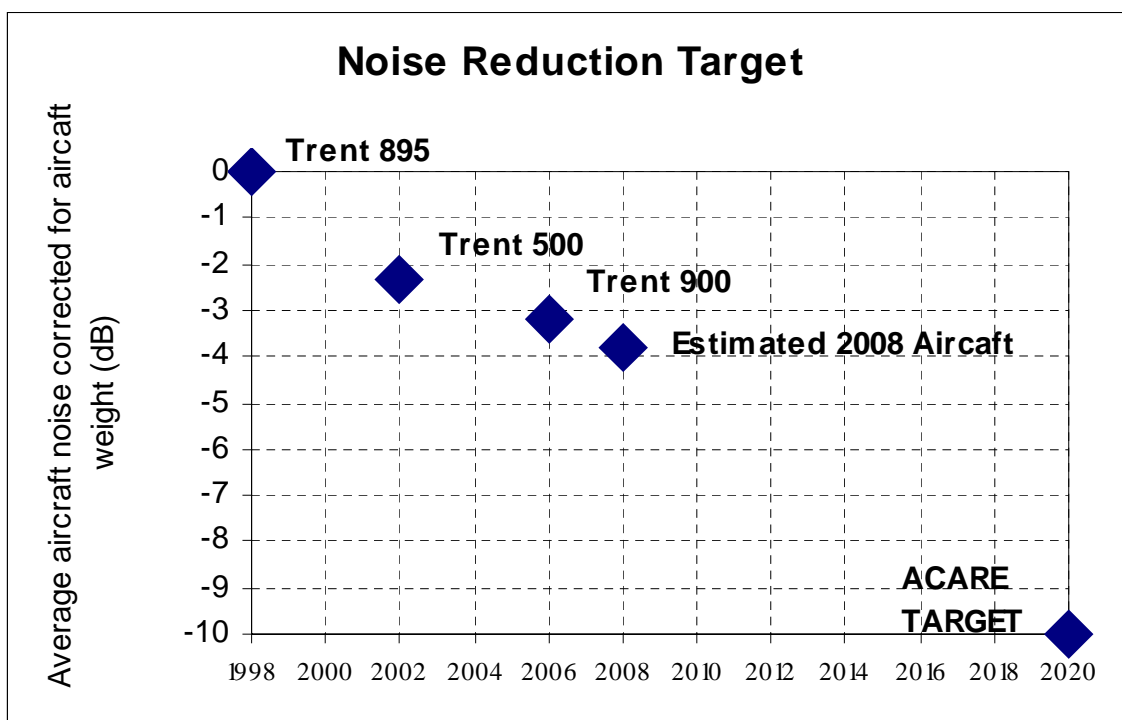 Noise Reduction Target
Average aircraft noise corrected for aircaft
weight (dB)
Trent 895
0
-1
Trent 500
-2
Trent 900
-3
Estimated 2008 Aircaft
-4
-5
-6
-7
-8
ACARE
-9
TARGET
-10
1998 2000 2002 2004 2006 2008 2010 2012 2014 2016 2018 2020